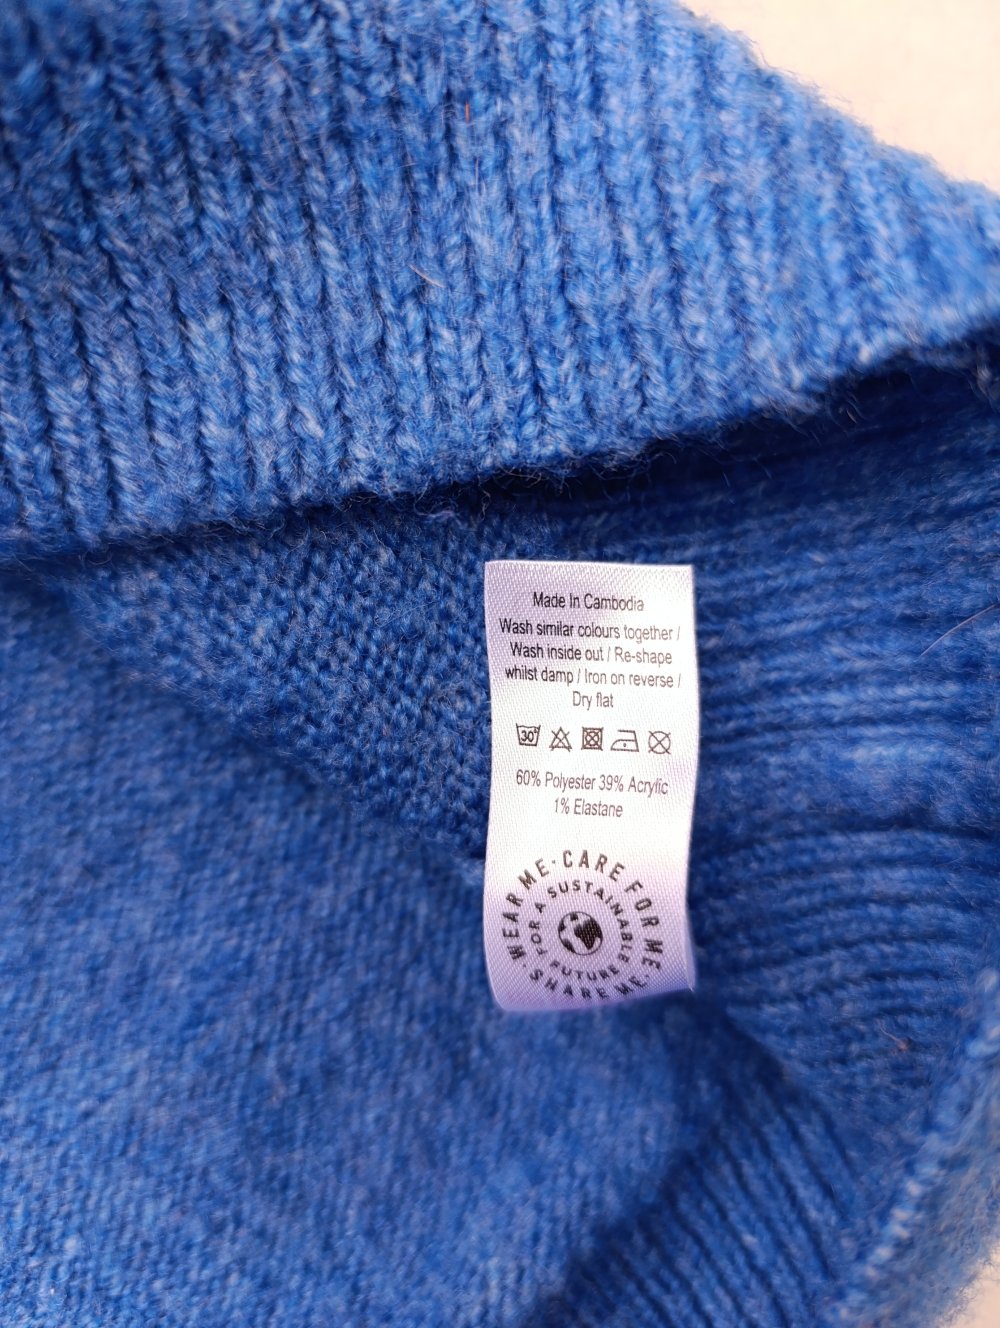 Made In Cambodia
Wash similar colours together /
Wash inside out / Re-shape
whilst damp / Iron on reverse /
Dry flat
30°
60% Polyester 39% Acrylic
1% Elastane
WEAR ME · CARE FOR ME · SHARE ME ·
FOR A SUSTAINABLE FUTURE